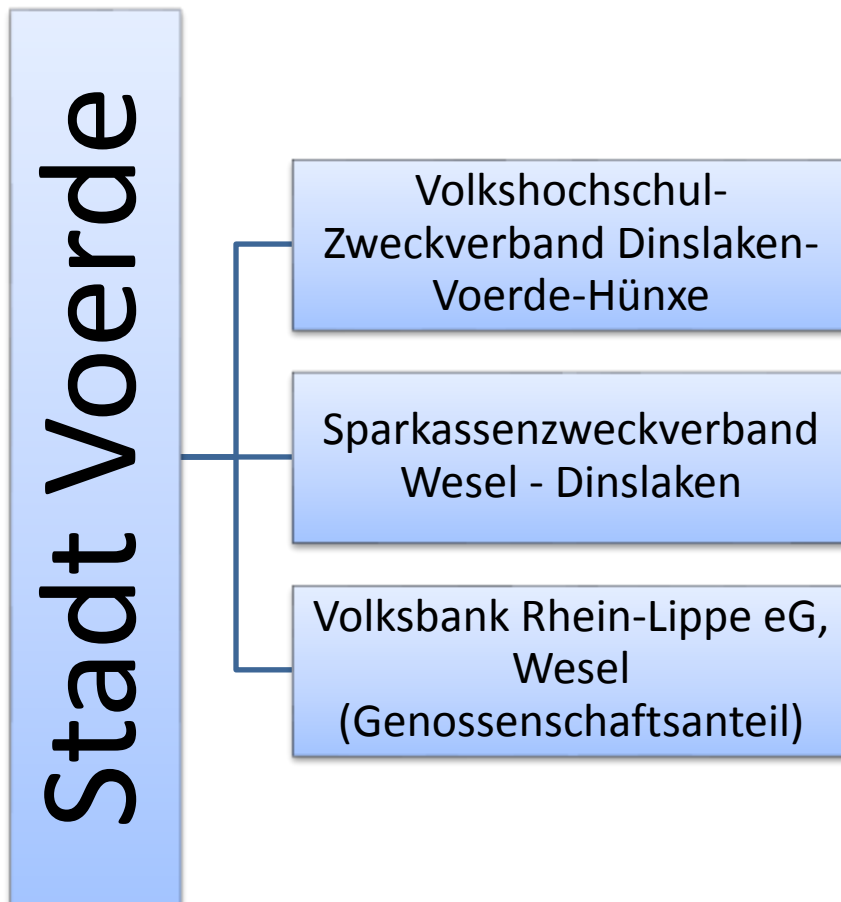 Stadt Voerde
Volkshochschul-
Zweckverband Dinslaken-
Voerde-Hünxe
Sparkassenzweckverband
Wesel - Dinslaken
Volksbank Rhein-Lippe eG,
Wesel
(Genossenschaftsanteil)